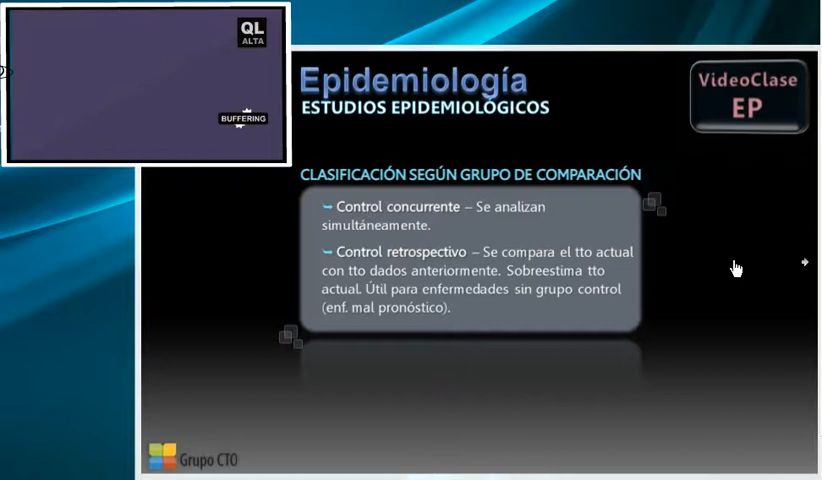 QL
ALTA
BUFFERING
Epidemiología
ESTUDIOS EPIDEMIOLÓGICOS
VideoClase
EP
CLASIFICACIÓN SEGÚN GRUPO DE COMPARACIÓN
Control concurrente – Se analizan
simultáneamente.
Control retrospectivo – Se compara el tto actual
con tto dados anteriormente. Sobreestima tto
actual. Útil para enfermedades sin grupo control
(enf. mal pronóstico).
Grupo CTO